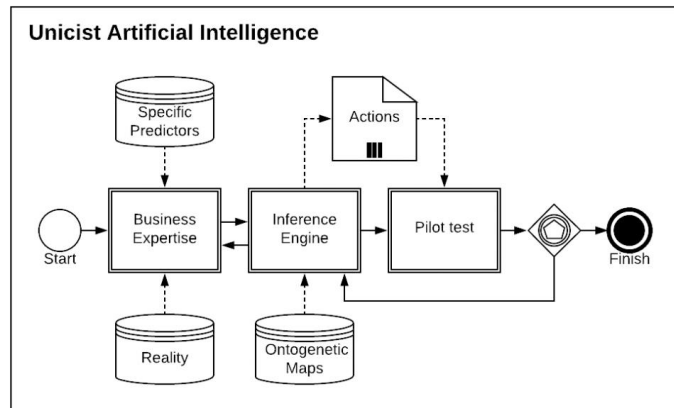 Unicist Artificial Intelligence
Specific
Predictors
Actions
Business
Expertise
Inference
Engine
Pilot test
Start
Finish
Reality
Ontogenetic
Maps